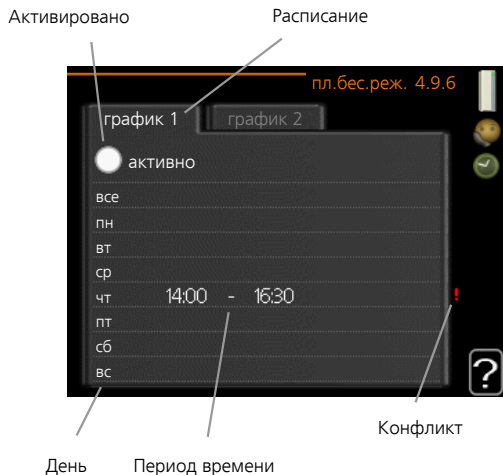 Активировано
Расписание
пл.бес.реж. 4.9.6
график 1
график 2
активно
все
пн
вт
ср
чт 14:00 - 16:30 !
пт
сб
вс
?
Конфликт
День
Период времени